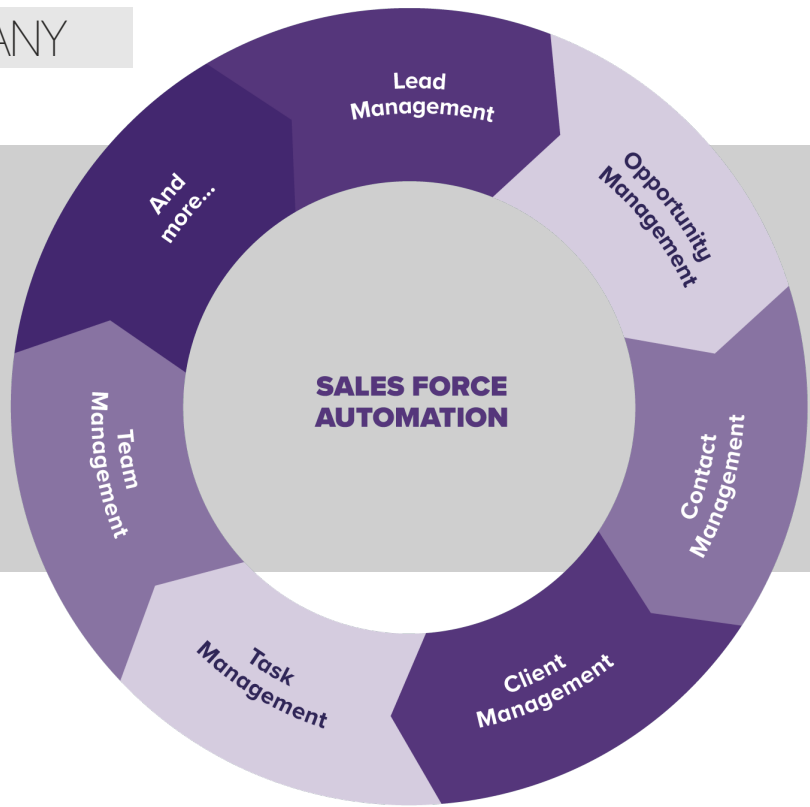 ANY
Lead
Management
Opportunity
Management
Contact
Management
Client
Management
Task
Management
Team
Management
And
more...
SALES FORCE
AUTOMATION